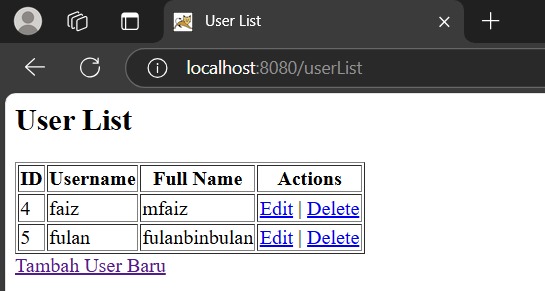 User List
localhost:8080/userList
User List
ID Username Full Name Actions
4 faiz mfaiz Edit | Delete
5 fulan fulanbinbulan Edit | Delete
Tambah User Baru